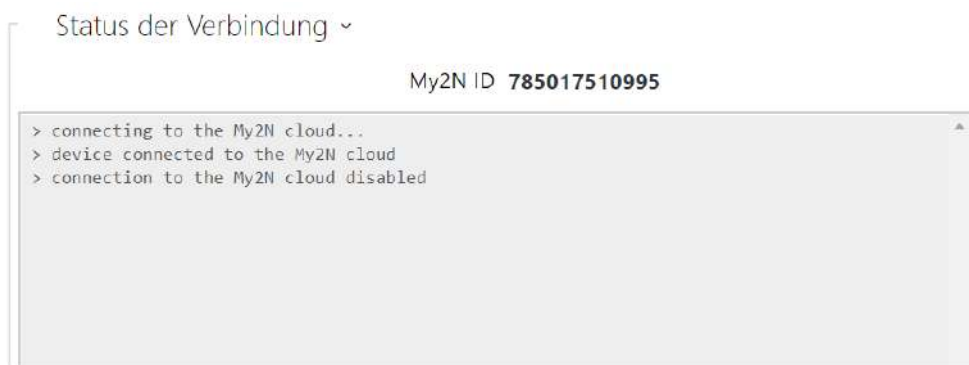 Status der Verbindung
My2N ID 785017510995
> connecting to the My2N cloud...
> device connected to the My2N cloud
> connection to the My2N cloud disabled